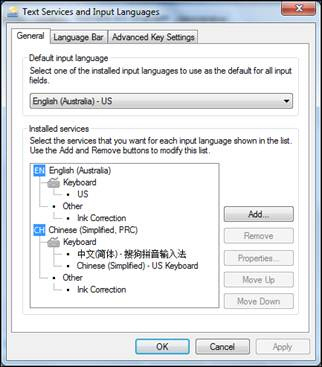 Text Services and Input Languages
General
Language Bar
Advanced Key Settings
Default input language
Select one of the installed input languages to use as the default for all input
fields.
English (Australia) - US
Installed services
Select the services that you want for each input language shown in the list.
Use the Add and Remove buttons to modify this list.
EN English (Australia)
Keyboard
• US
• Other
• Ink Correction
CH Chinese (Simplified, PRC)
Keyboard
• 中文(简体) - 搜狗拼音输入法
• Chinese (Simplified) - US Keyboard
• Other
• Ink Correction
Add...
Remove
Properties...
Move Up
Move Down
OK
Cancel
Apply